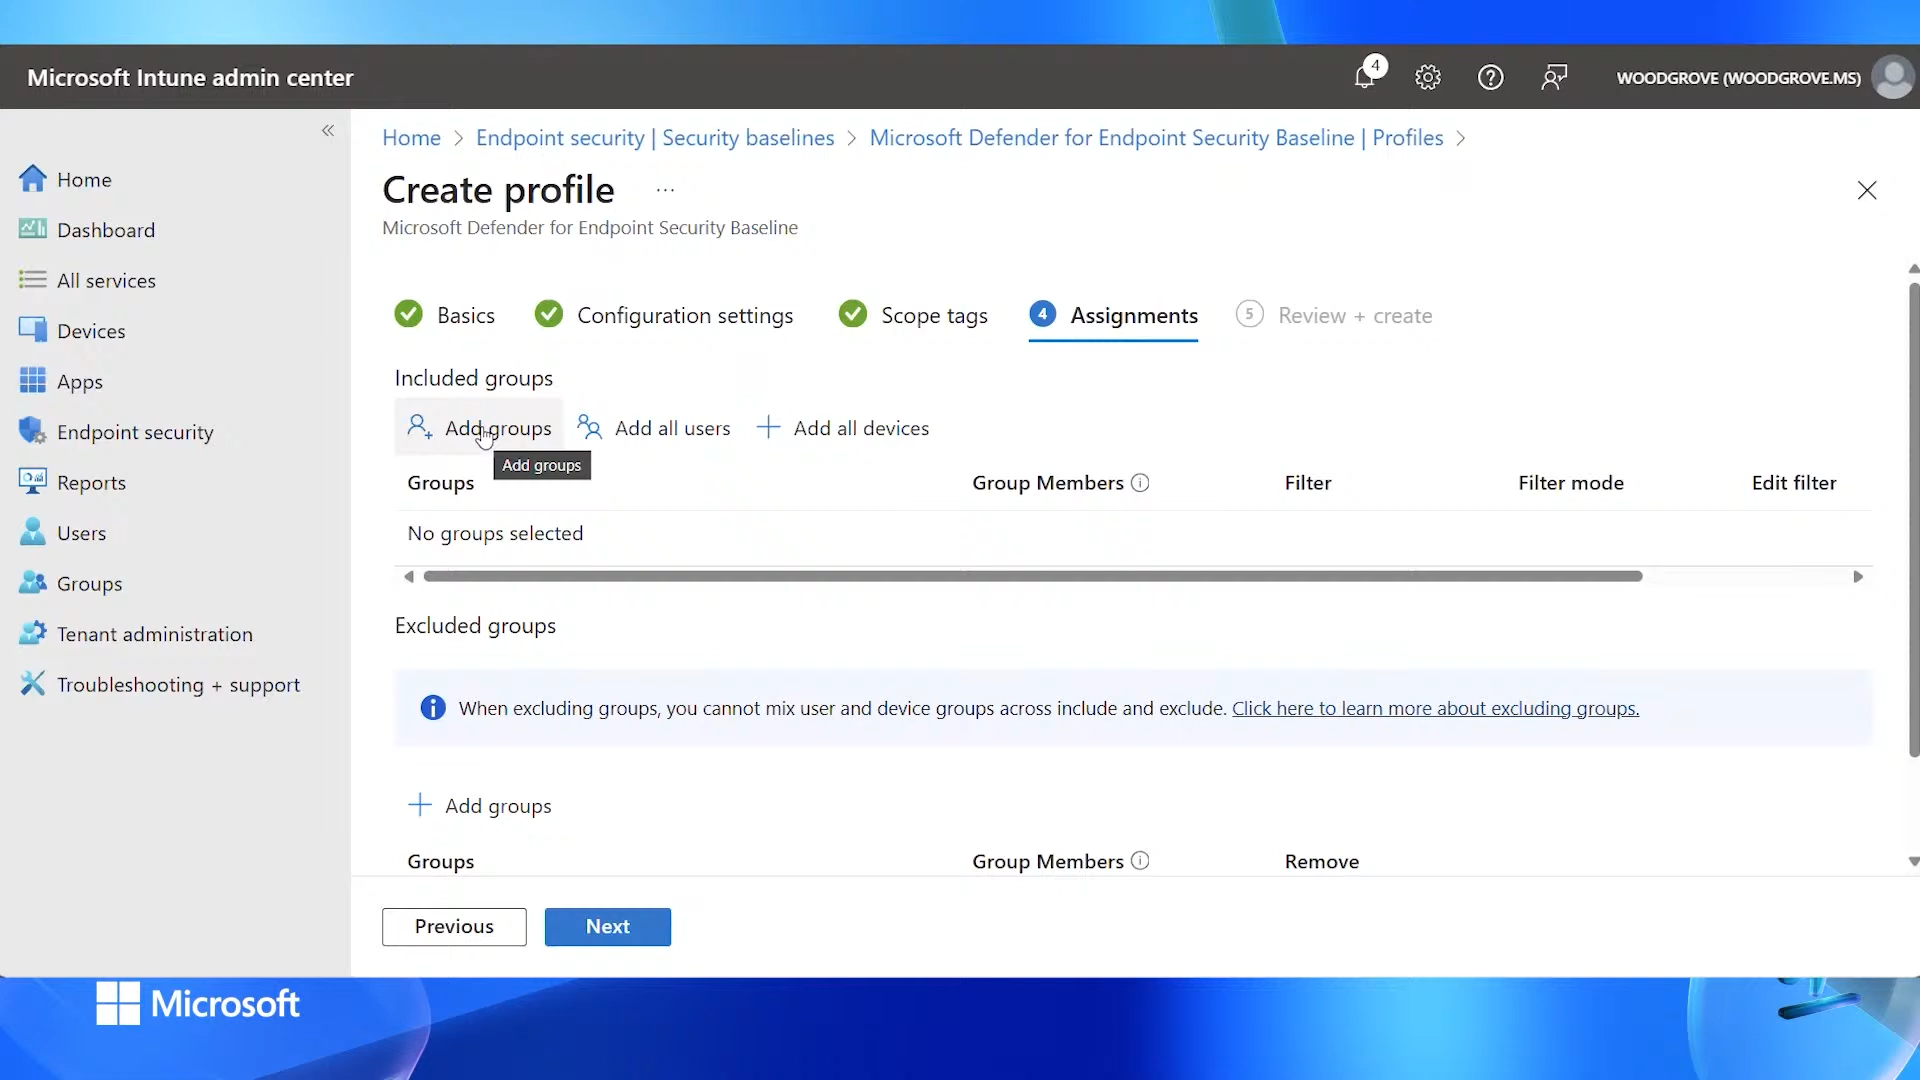 Microsoft Intune admin center
4
WOODGROVE (WOODGROVE.MS)
Home > Endpoint security | Security baselines > Microsoft Defender for Endpoint Security Baseline | Profiles >
Create profile ...
Microsoft Defender for Endpoint Security Baseline
Home
Dashboard
All services
Devices
Apps
Endpoint security
Reports
Users
Groups
Tenant administration
Troubleshooting + support
Basics Configuration settings Scope tags 4 Assignments 5 Review + create
Included groups
Add groups Add all users Add all devices
Add groups
Groups Group Members Filter Filter mode Edit filter
No groups selected
Excluded groups
When excluding groups, you cannot mix user and device groups across include and exclude. Click here to learn more about excluding groups.
Add groups
Groups Group Members Remove
Previous Next
Microsoft